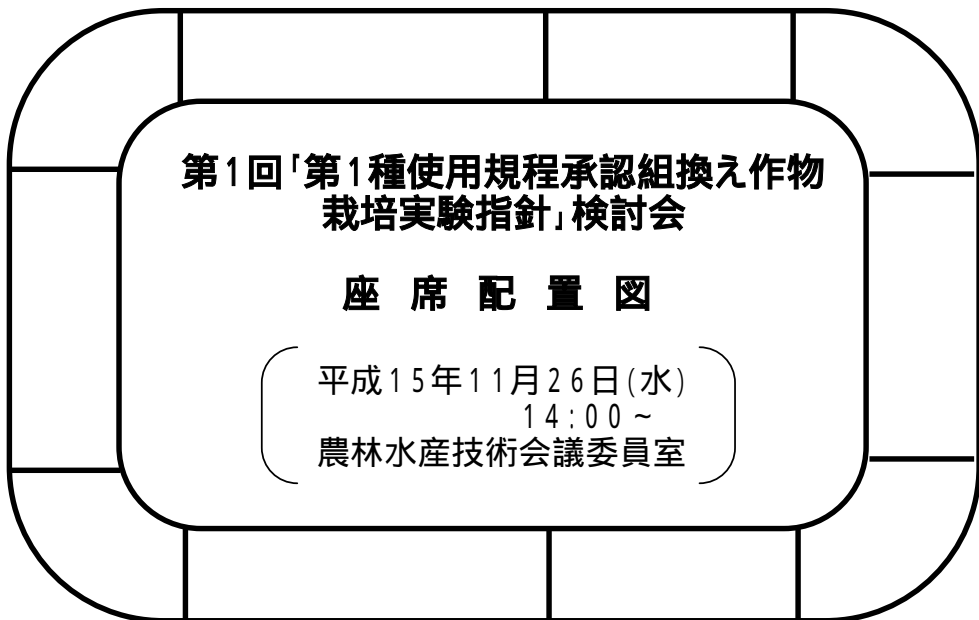 第1回「第1種使用規程承認組換え作物
栽培実験指針」検討会
座 席 配 置 図
平成15年11月26日(水)
14:00~
農林水産技術会議委員室